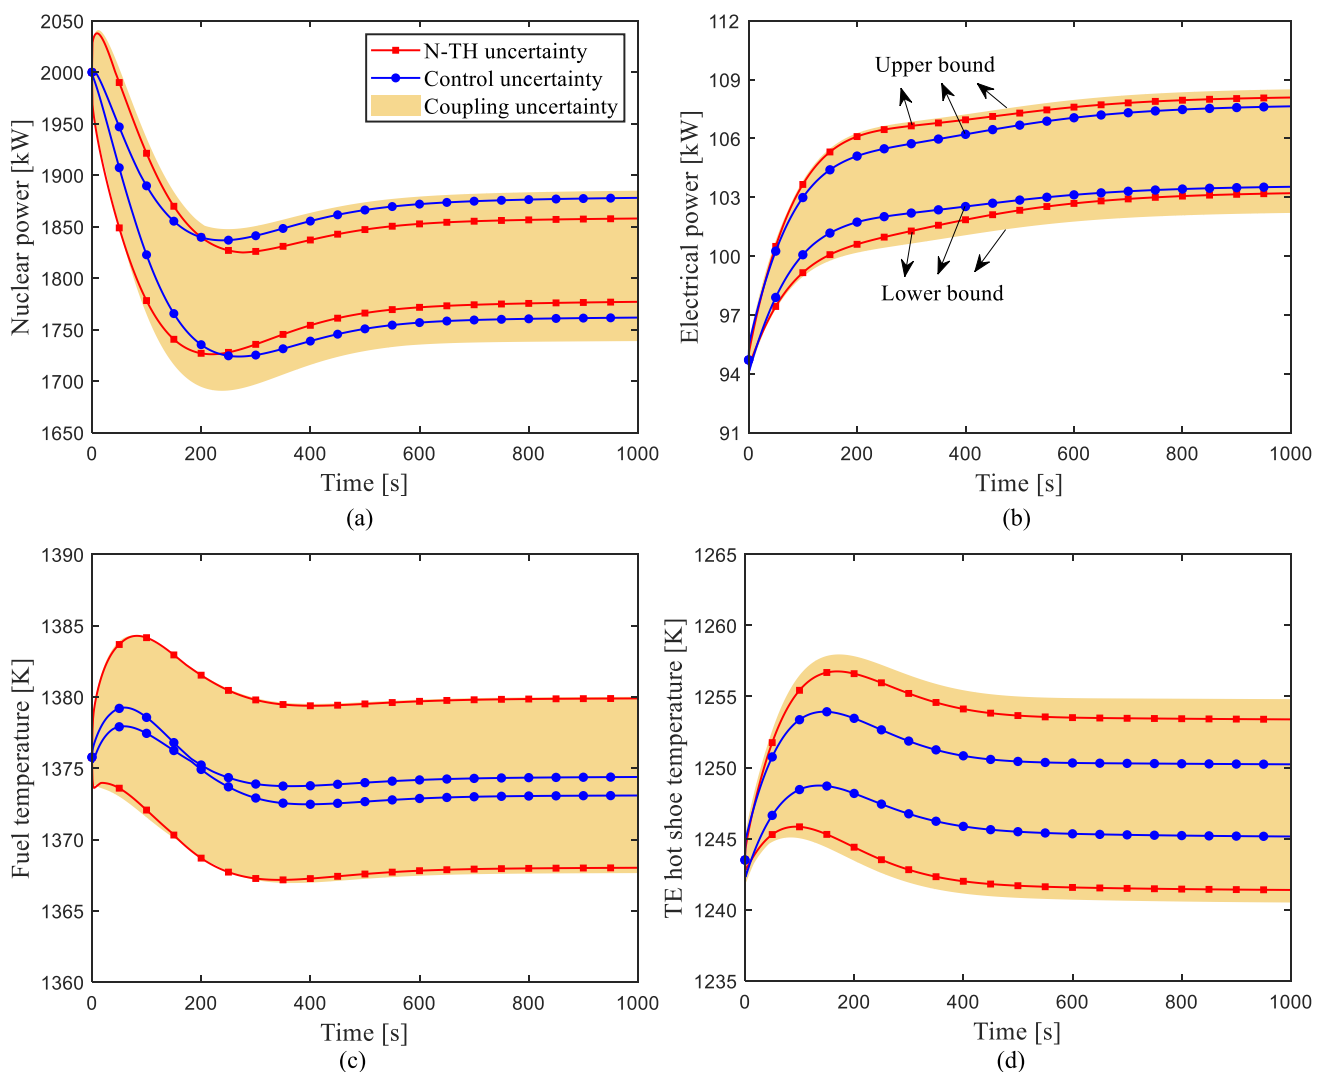 2050
2000
1950
1900
1850
1800
1750
1700
1650
Nuclear power [kW]
N-TH uncertainty
Control uncertainty
Coupling uncertainty
0 200 400 600 800 1000
Time [s]
(a)
112
109
106
103
100
97
94
91
Electrical power [kW]
Upper bound
Lower bound
0 200 400 600 800 1000
Time [s]
(b)
1390
1385
1380
1375
1370
1365
1360
Fuel temperature [K]
0 200 400 600 800 1000
Time [s]
(c)
1265
1260
1255
1250
1245
1240
1235
TE hot shoe temperature [K]
0 200 400 600 800 1000
Time [s]
(d)